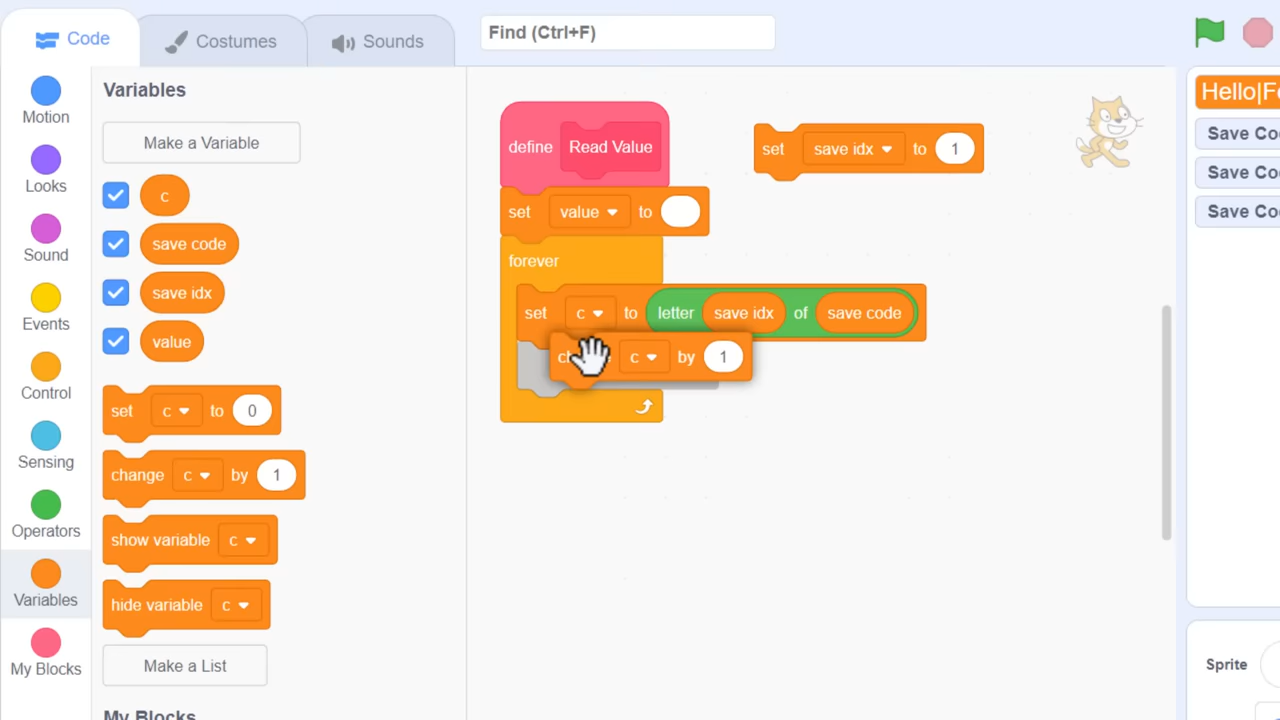 Code
Costumes
Sounds
Find (Ctrl+F)
Motion
Looks
Sound
Events
Control
Sensing
Operators
Variables
My Blocks
Variables
Make a Variable
c
save code
save idx
value
set c to 0
change c by 1
show variable c
hide variable c
Make a List
My Blocks
define Read Value
set value to
forever
set c to letter save idx of save code
c by 1
set save idx to 1
Hello|
Save
Save
Save
Sprite